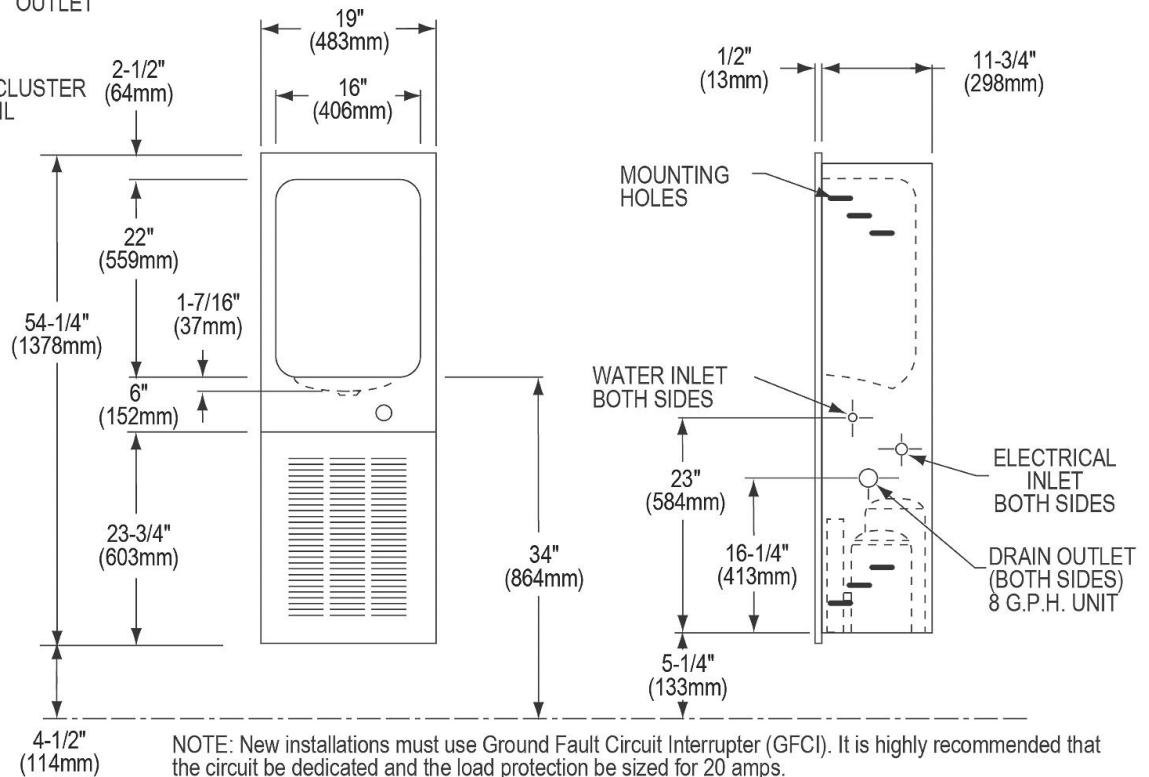 OUTLET
CLUSTER
19"
(483mm)
2-1/2"
(64mm)
16"
(406mm)
1/2"
(13mm)
11-3/4"
(298mm)
MOUNTING
HOLES
22"
(559mm)
1-7/16"
(37mm)
54-1/4"
(1378mm)
6"
(152mm)
WATER INLET
BOTH SIDES
23"
(584mm)
ELECTRICAL
INLET
BOTH SIDES
23-3/4"
(603mm)
34"
(864mm)
16-1/4"
(413mm)
DRAIN OUTLET
(BOTH SIDES)
8 G.P.H. UNIT
5-1/4"
(133mm)
4-1/2"
(114mm)
NOTE: New installations must use Ground Fault Circuit Interrupter (GFCI). It is highly recommended that
the circuit be dedicated and the load protection be sized for 20 amps.